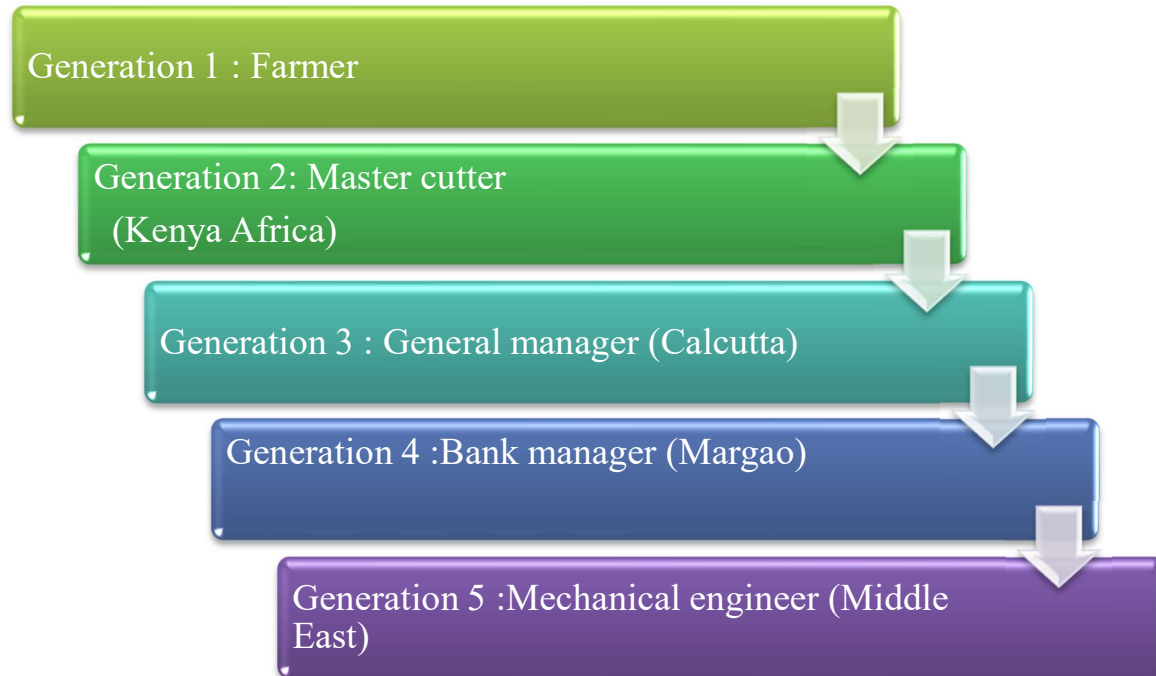 Generation 1 : Farmer
Generation 2: Master cutter
(Kenya Africa)
Generation 3 : General manager (Calcutta)
Generation 4 :Bank manager (Margao)
Generation 5 :Mechanical engineer (Middle
East)